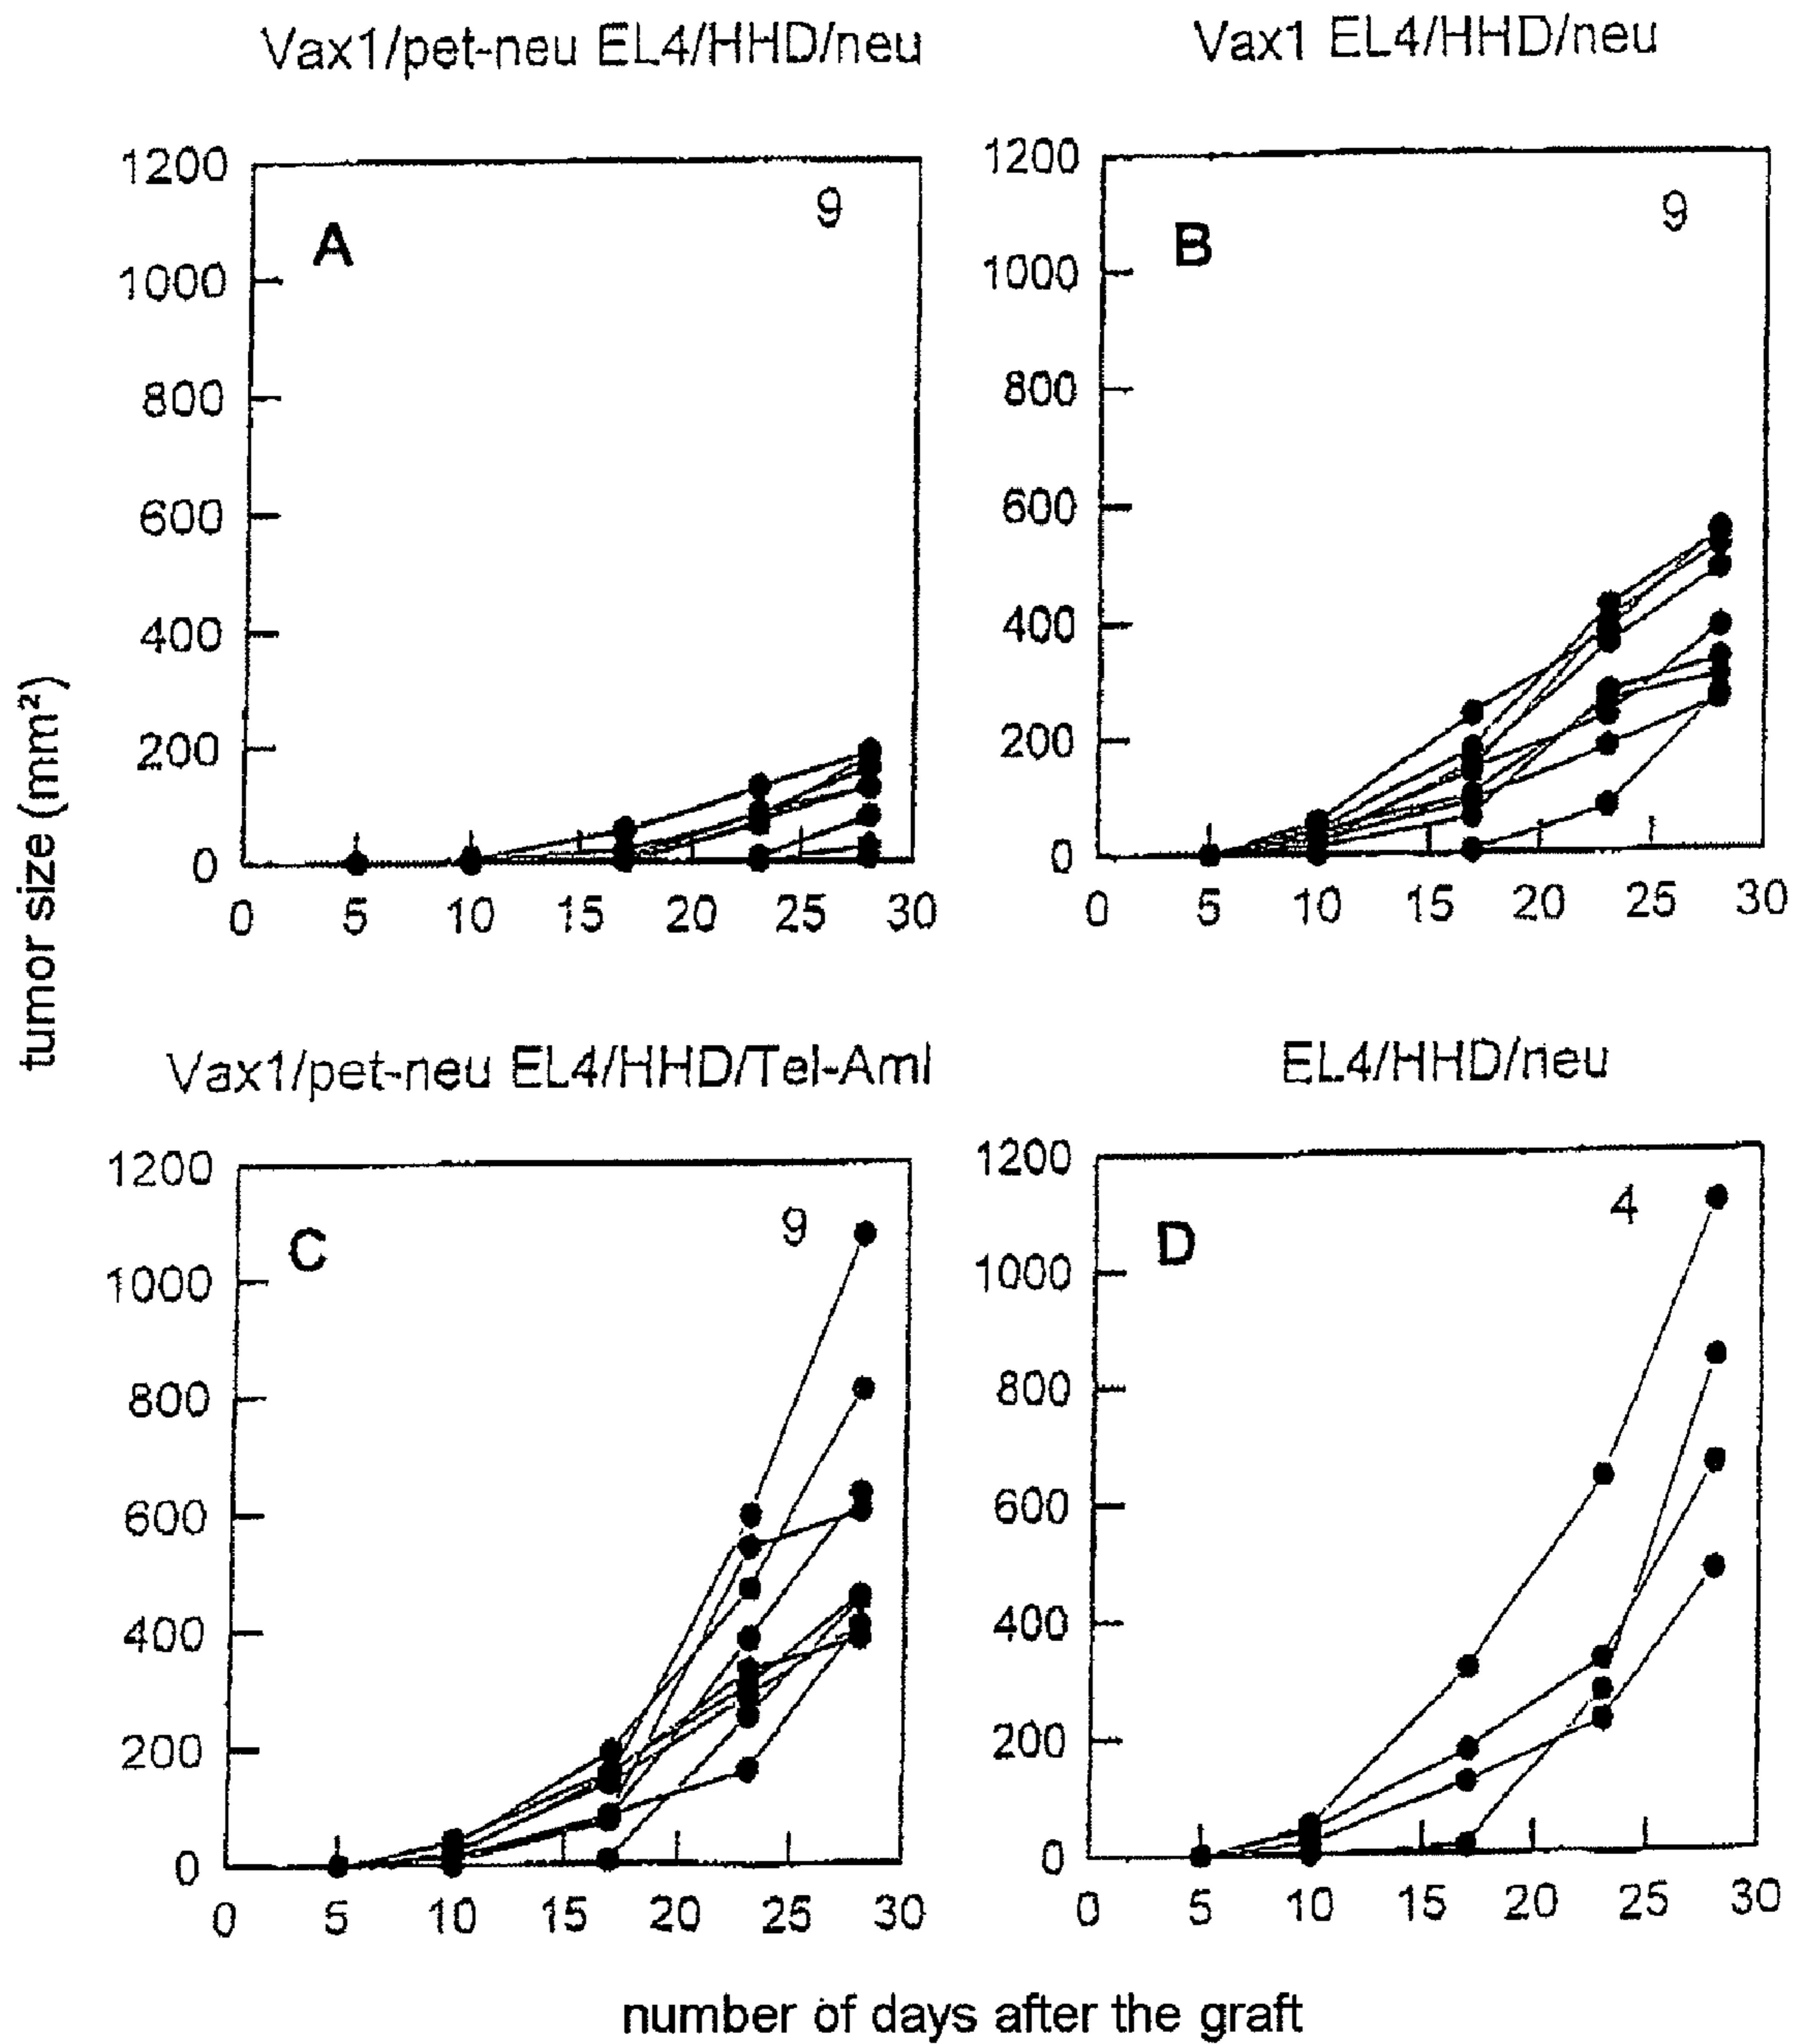 Vax1/pet-neu EL4/HHD/neu
Vax1 EL4/HHD/neu
tumor size (mm²)
1200
1000
800
600
400
200
0
A
9
0 5 10 15 20 25 30
1200
1000
800
600
400
200
0
B
9
0 5 10 15 20 25 30
Vax1/pet-neu EL4/HHD/Tel-Aml
EL4/HHD/neu
1200
1000
800
600
400
200
0
C
9
0 5 10 15 20 25 30
1200
1000
800
600
400
200
0
D
4
0 5 10 15 20 25 30
number of days after the graft